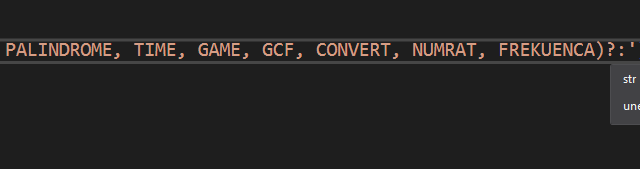 PALINDROME, TIME, GAME, GCF, CONVERT, NUMRAT, FREKUENCA)?:'
str
une